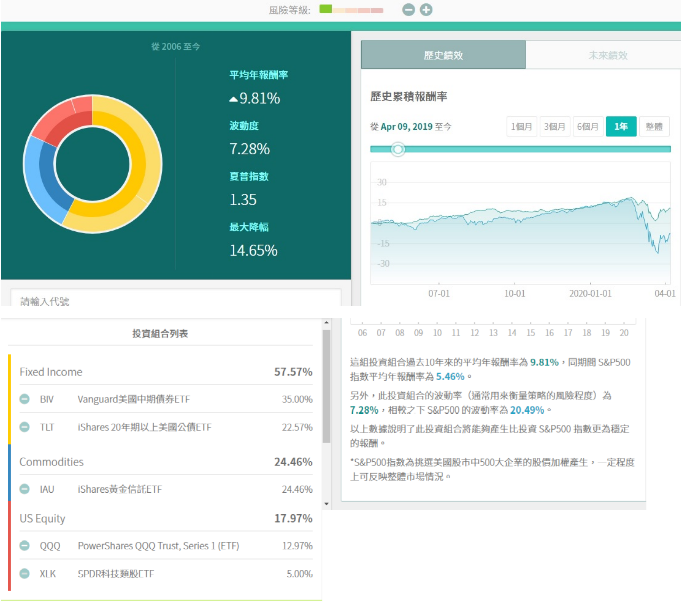 風險等級:
從 2006 至今
平均年報酬率
9.81%
波動度
7.28%
夏普指數
1.35
最大降幅
14.65%
請輸入代號
歷史績效
未來績效
歷史累積報酬率
從 Apr 09, 2019 至今
1個月 3個月 6個月 1年 整體
30
15
-15
-30
07-01 10-01 2020-01-01 04-01
投資組合列表
Fixed Income 57.57%
BIV Vanguard美國中期債券ETF 35.00%
TLT iShares 20年期以上美國公債ETF 22.57%
Commodities 24.46%
IAU iShares黃金信託ETF 24.46%
US Equity 17.97%
QQQ PowerShares QQQ Trust, Series 1 (ETF) 12.97%
XLK SPDR科技類股ETF 5.00%
06 07 08 09 10 11 12 13 14 15 16 17 18 19 20
這組投資組合過去10年來的平均年報酬率為 9.81%，同期間 S&P500
指數平均年報酬率為 5.46%。
另外，此投資組合的波動率（通常用來衡量策略的風險程度）為
7.28%，相較之下 S&P500 的波動率為 20.49%。
以上數據說明了此投資組合將能夠產生比投資 S&P500 指數更為穩定
的報酬。
*S&P500指數為挑選美國股市中500大企業的股價加權產生，一定程度
上可反映整體市場情況。